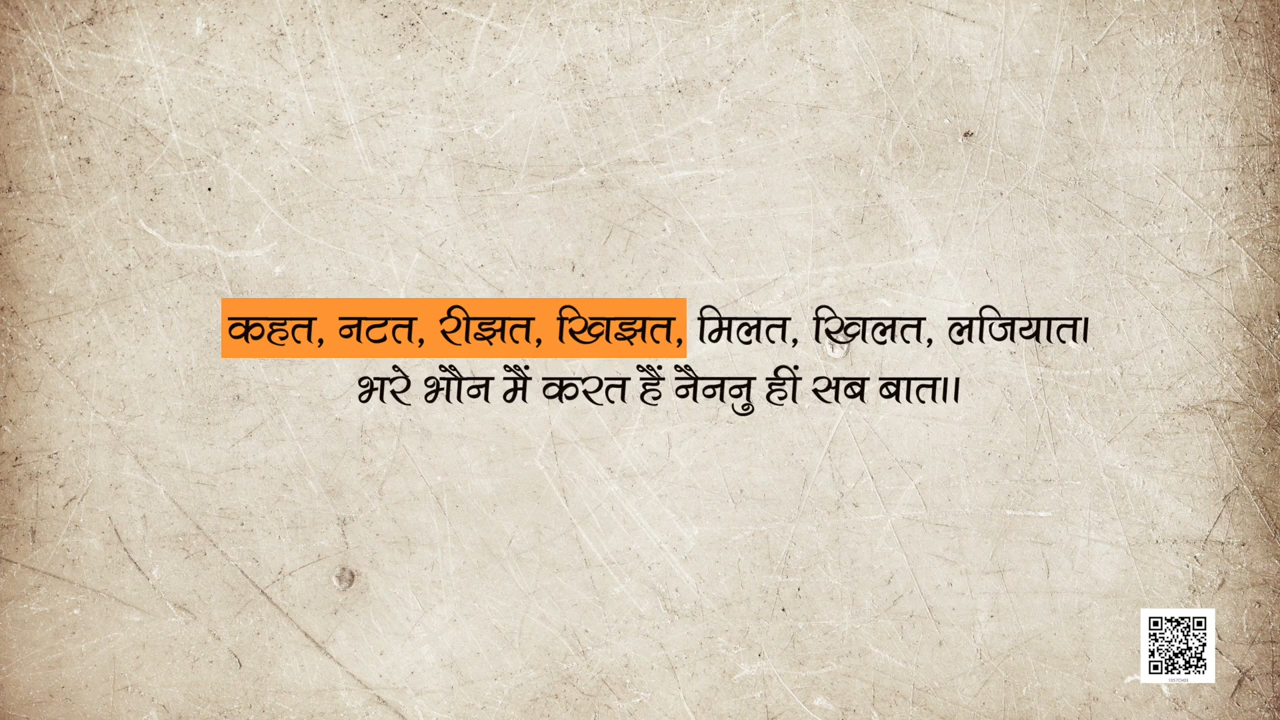 कहत, नटत, रीझत, खिझत, मिलत, खिलत, लजियात।
भरे भौन मैं करत हैं नैननु हीं सब बात।।